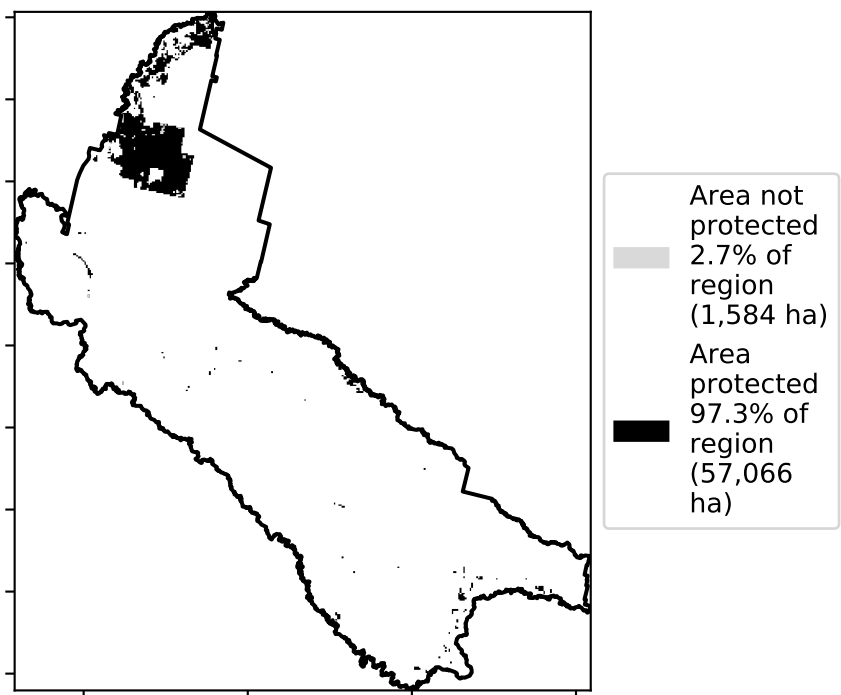 Area not
protected
2.7% of
region
(1,584 ha)
Area
protected
97.3% of
region
(57,066
ha)